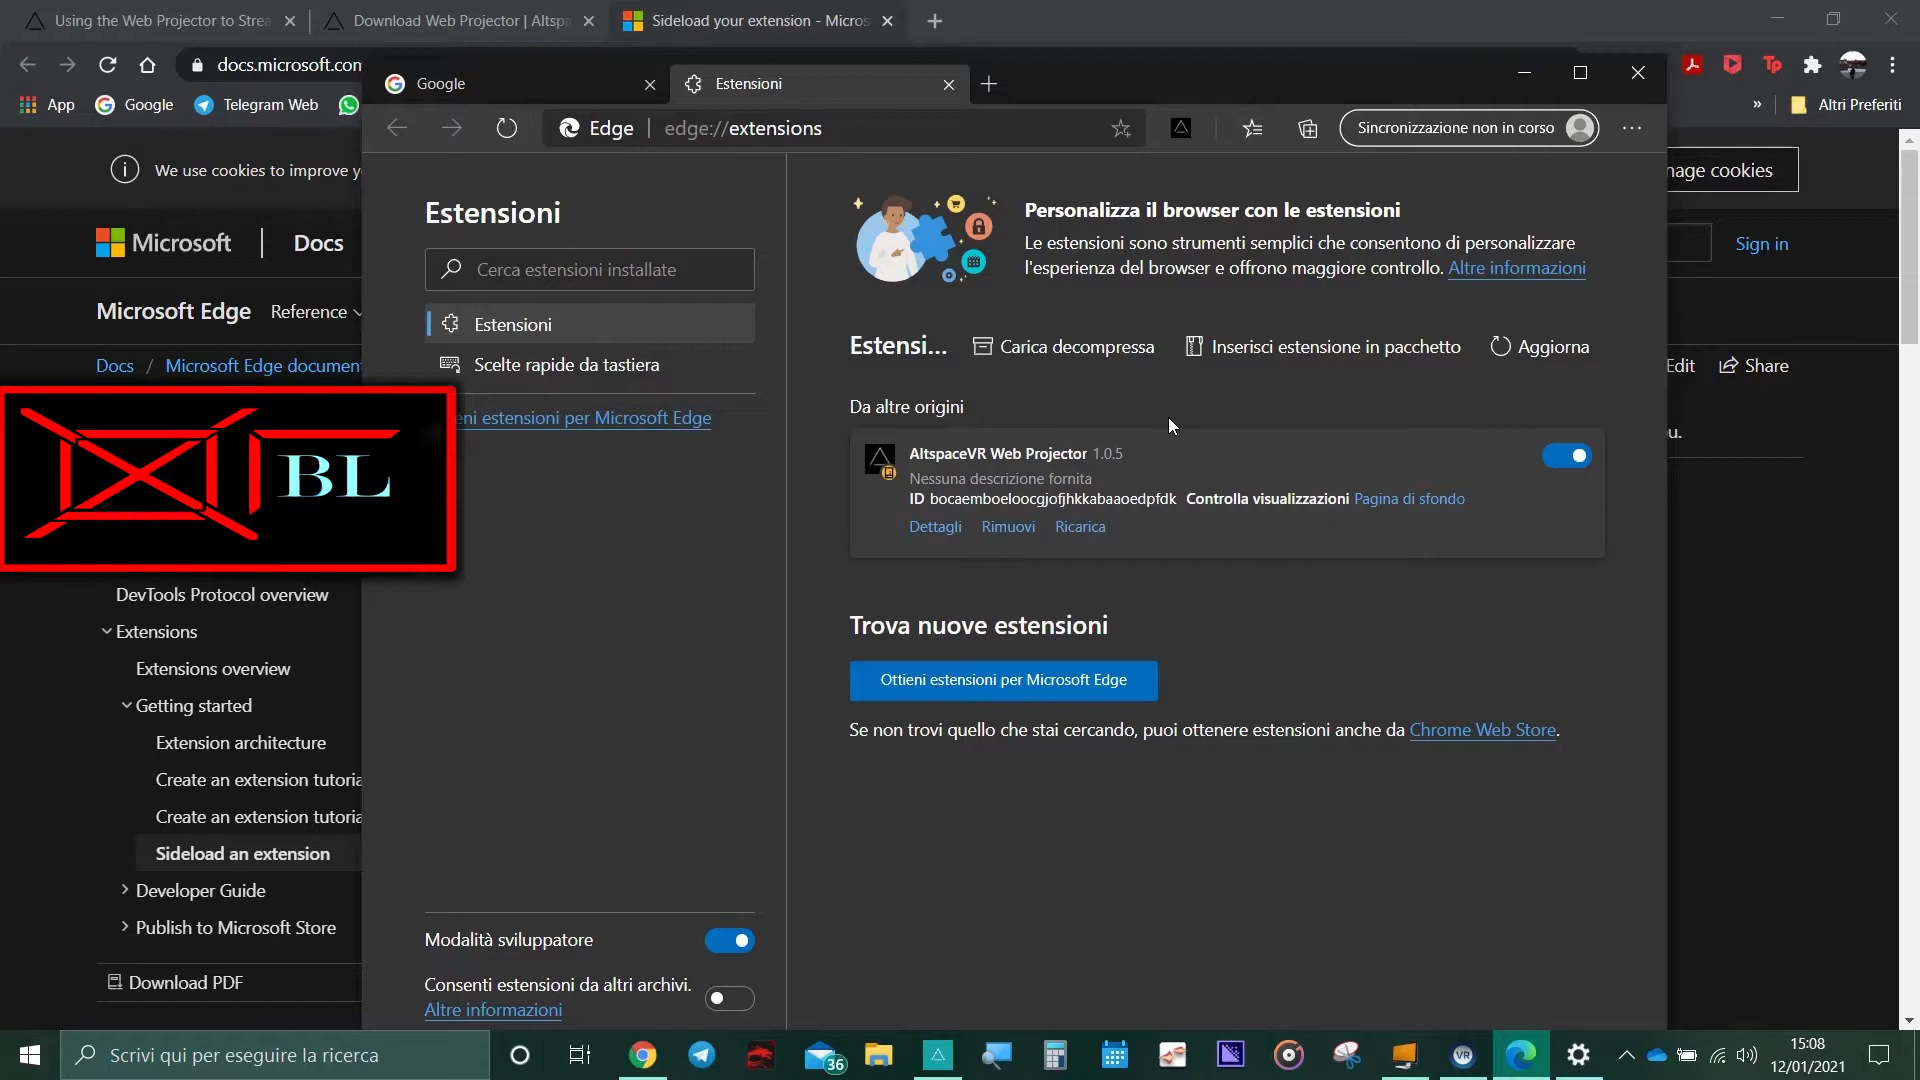 Using the Web Projector to Strea
Download Web Projector | Altspa
Sideload your extension - Micros
docs.microsoft.com
App
Google
Telegram Web
»
Altri Preferiti
Google
Estensioni
Edge
edge://extensions
Sincronizzazione non in corso
We use cookies to improve y
nage cookies
Microsoft
Docs
Sign in
Microsoft Edge
Reference
Docs / Microsoft Edge documen
Edit
Share
u.
BL
DevTools Protocol overview
Extensions
Extensions overview
Getting started
Extension architecture
Create an extension tutoria
Create an extension tutoria
Sideload an extension
Developer Guide
Publish to Microsoft Store
Download PDF
Estensioni
Cerca estensioni installate
Estensioni
Scelte rapide da tastiera
eni estensioni per Microsoft Edge
Modalità sviluppatore
Consenti estensioni da altri archivi.
Altre informazioni
Personalizza il browser con le estensioni
Le estensioni sono strumenti semplici che consentono di personalizzare
l'esperienza del browser e offrono maggiore controllo. Altre informazioni
Estensi...
Carica decompressa
Inserisci estensione in pacchetto
Aggiorna
Da altre origini
AltspaceVR Web Projector 1.0.5
Nessuna descrizione fornita
ID bocaemboeloocgjofjhkkabaaoedpfdk Controlla visualizzazioni Pagina di sfondo
Dettagli
Rimuovi
Ricarica
Trova nuove estensioni
Ottieni estensioni per Microsoft Edge
Se non trovi quello che stai cercando, puoi ottenere estensioni anche da Chrome Web Store.
Scrivi qui per eseguire la ricerca
36
VR
15:08
12/01/2021